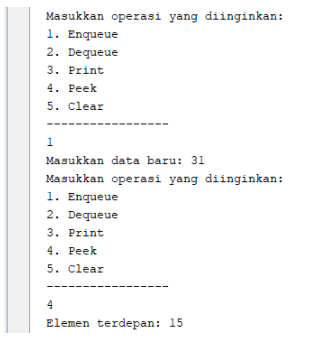 Masukkan operasi yang diinginkan:
1. Enqueue
2. Dequeue
3. Print
4. Peek
5. Clear
-----------------
1
Masukkan data baru: 31
Masukkan operasi yang diinginkan:
1. Enqueue
2. Dequeue
3. Print
4. Peek
5. Clear
-----------------
4
Elemen terdepan: 15